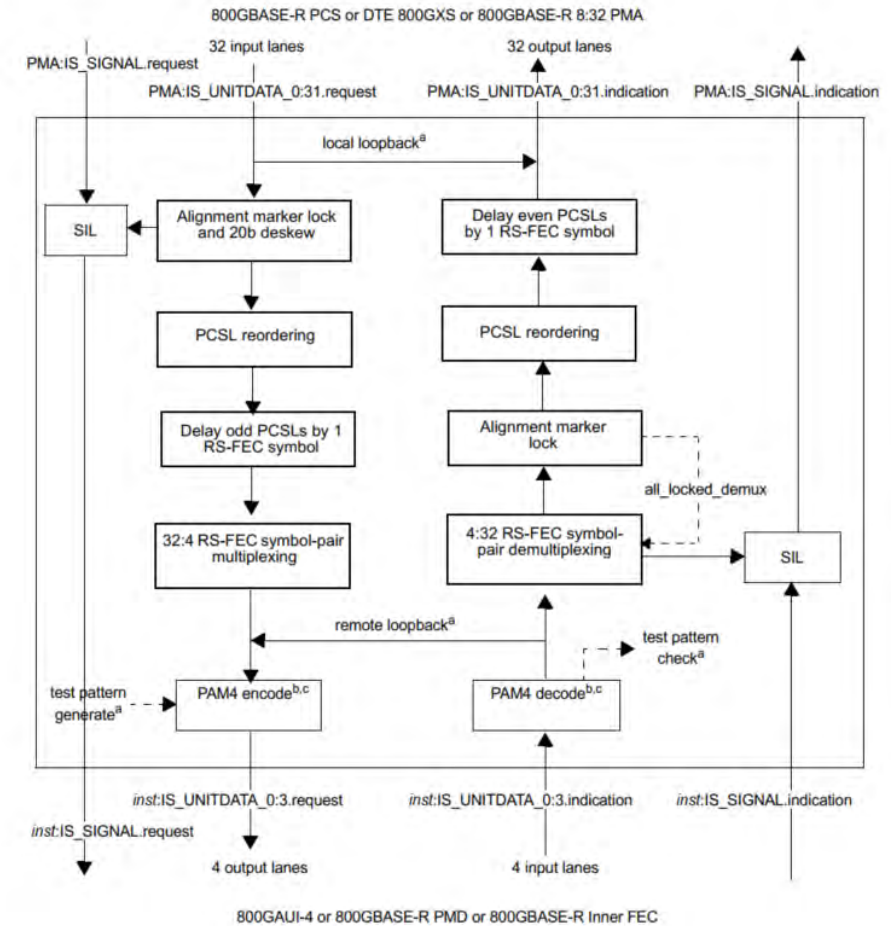 800GBASE-R PCS or DTE 800GXS or 800GBASE-R 8:32 PMA
32 input lanes
32 output lanes
PMA:IS_SIGNAL.request
PMA:IS_UNITDATA_0:31.request
PMA:IS_UNITDATA_0:31.indication
PMA:IS_SIGNAL.indication
local loopbackᵃ
SIL
Alignment marker lock
and 20b deskew
Delay even PCSLs
by 1 RS-FEC symbol
PCSL reordering
PCSL reordering
Delay odd PCSLs by 1
RS-FEC symbol
Alignment marker
lock
all_locked_demux
32:4 RS-FEC symbol-pair
multiplexing
4:32 RS-FEC symbol-
pair demultiplexing
SIL
remote loopbackᵃ
test pattern
checkᵃ
test pattern
generateᵃ
PAM4 encodeᵇ,ᶜ
PAM4 decodeᵇ,ᶜ
inst:IS_UNITDATA_0:3.request
inst:IS_UNITDATA_0:3.indication
inst:IS_SIGNAL.indication
inst:IS_SIGNAL.request
4 output lanes
4 input lanes
800GAUI-4 or 800GBASE-R PMD or 800GBASE-R Inner FEC